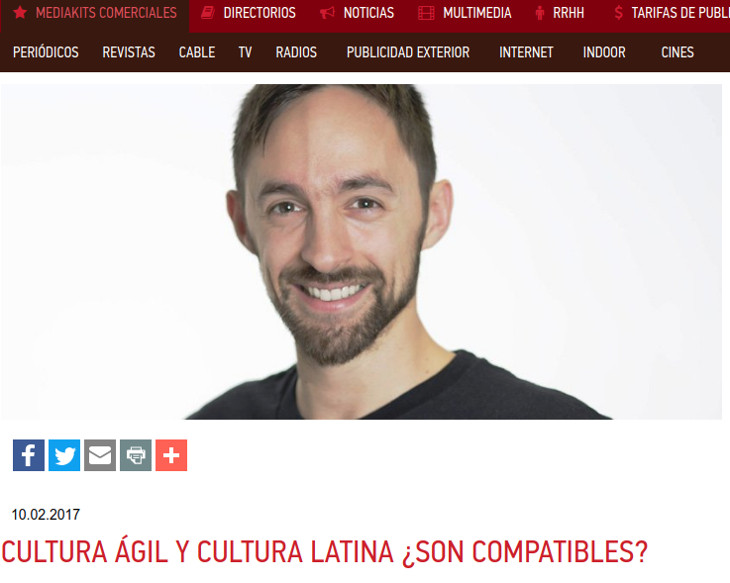 MEDIAKITS COMERCIALES DIRECTORIOS NOTICIAS MULTIMEDIA RRHH TARIFAS DE PUBLI
PERIÓDICOS REVISTAS CABLE TV RADIOS PUBLICIDAD EXTERIOR INTERNET INDOOR CINES
10.02.2017
CULTURA ÁGIL Y CULTURA LATINA ¿SON COMPATIBLES?